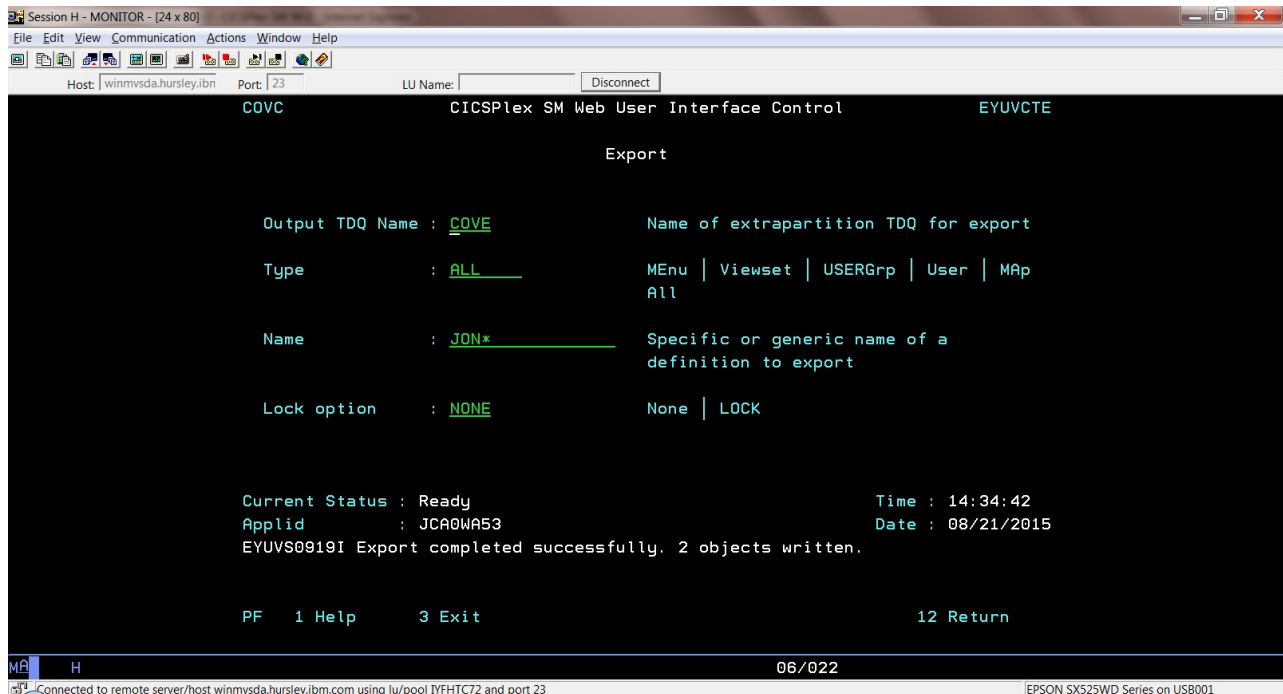 Session H - MONITOR - [24 x 80]
File Edit View Communication Actions Window Help
Host: winmvsda.hursley.ibn Port: 23 LU Name: Disconnect
COVC CICSPlex SM Web User Interface Control EYUVCTE
Export
Output TDQ Name : COVE Name of extrapartition TDQ for export
Type : ALL MEnu | Viewset | USERGrp | User | MAp
All
Name : JON* Specific or generic name of a
definition to export
Lock option : NONE None | LOCK
Current Status : Ready Time : 14:34:42
Applid : JCA0WA53 Date : 08/21/2015
EYUVS0919I Export completed successfully. 2 objects written.
PF 1 Help 3 Exit 12 Return
MA H 06/022
Connected to remote server/host winmvsda.hursley.ibm.com using lu/pool IYFHTC72 and port 23 EPSON SX525WD Series on USB001